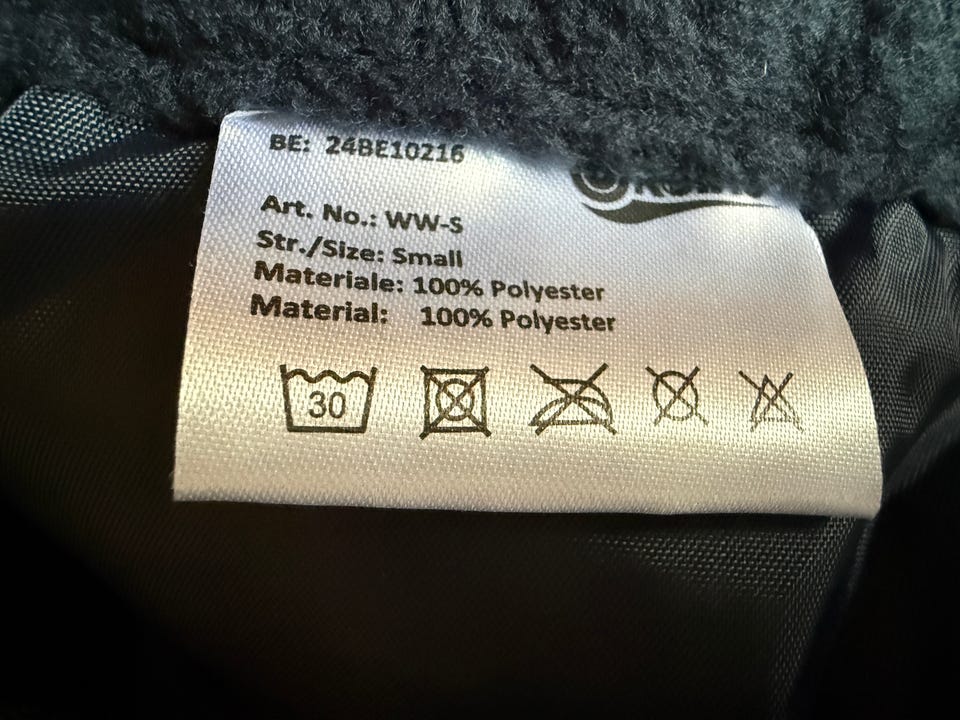 BE: 24BE10216
Art. No.: WW-S
Str./Size: Small
Materiale: 100% Polyester
Material: 100% Polyester
30